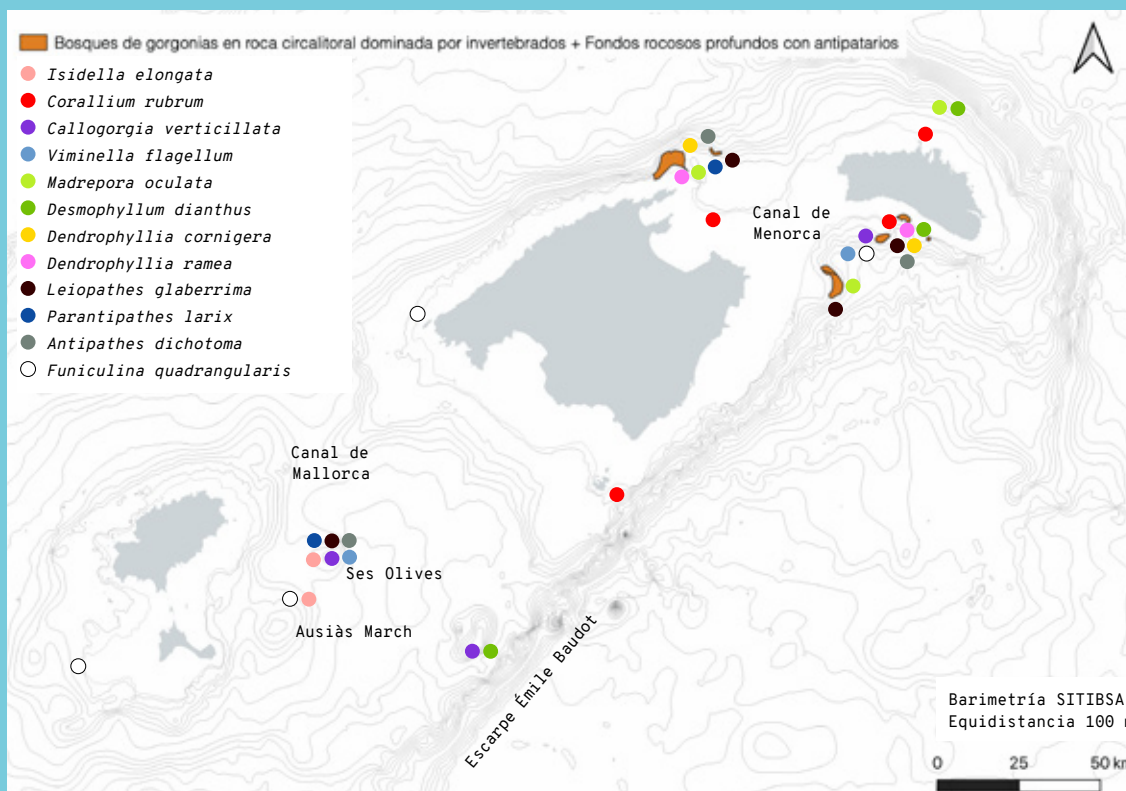 Bosques de gorgonias en roca circalitoral dominada por invertebrados + Fondos rocosos profundos con antipatarios
Isidella elongata
Corallium rubrum
Callogorgia verticillata
Viminella flagellum
Madrepora oculata
Desmophyllum dianthus
Dendrophyllia cornigera
Dendrophyllia ramea
Leiopathes glaberrima
Parantipathes larix
Antipathes dichotoma
Funiculina quadrangularis
Canal de
Menorca
Canal de
Mallorca
Ses Olives
Ausiàs March
Escarpe Émile Baudot
Barimetría SITIBSA
Equidistancia 100 m
0 25 50 km